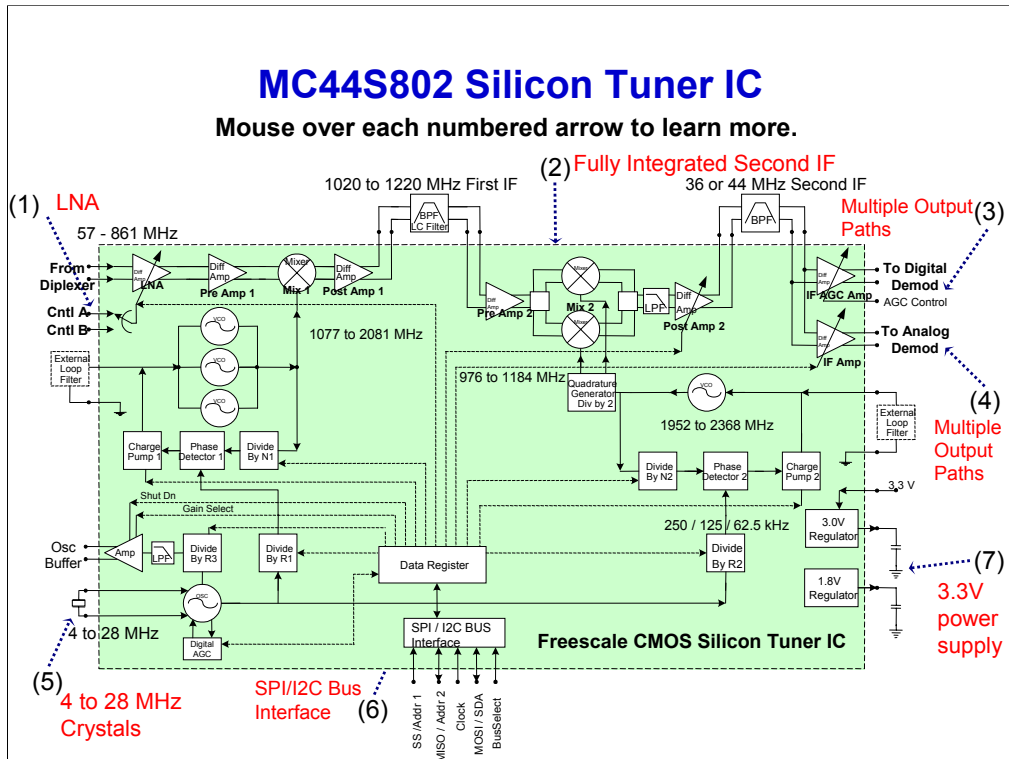 MC44S802 Silicon Tuner IC
Mouse over each numbered arrow to learn more.
(1)
LNA
57 - 861 MHz
1020 to 1220 MHz First IF
BPF
LC Filter
(2)
Fully Integrated Second IF
36 or 44 MHz Second IF
BPF
Multiple Output
Paths
(3)
From
Diplexer
Diff
Amp
LNA
Diff
Amp
Pre Amp 1
Mixer
Mix 1
Diff
Amp
Post Amp 1
Diff
Amp
Pre Amp 2
Mixer
Mix 2
Mixer
LPF
Diff
Amp
Post Amp 2
Diff
Amp
IF AGC Amp
To Digital
Demod
AGC Control
Diff
Amp
IF Amp
To Analog
Demod
(4)
Multiple
Output
Paths
Cntl A
Cntl B
1077 to 2081 MHz
VCO
VCO
VCO
External
Loop
Filter
976 to 1184 MHz
Quadrature
Generator
Div by 2
VCO
1952 to 2368 MHz
External
Loop
Filter
Charge
Pump 1
Phase
Detector 1
Divide
By N1
Divide
By N2
Phase
Detector 2
Charge
Pump 2
3.3 V
Shut Dn
Gain Select
250 / 125 / 62.5 kHz
3.0V
Regulator
Osc
Buffer
Amp
LPF
Divide
By R3
Divide
By R1
Data Register
Divide
By R2
1.8V
Regulator
(7)
3.3V
power
supply
OSC
4 to 28 MHz
Digital
AGC
SPI / I2C BUS
Interface
Freescale CMOS Silicon Tuner IC
(5)
4 to 28 MHz
Crystals
SPI/I2C Bus
Interface
(6)
SS /Addr 1
MISO / Addr 2
Clock
MOSI / SDA
BusSelect